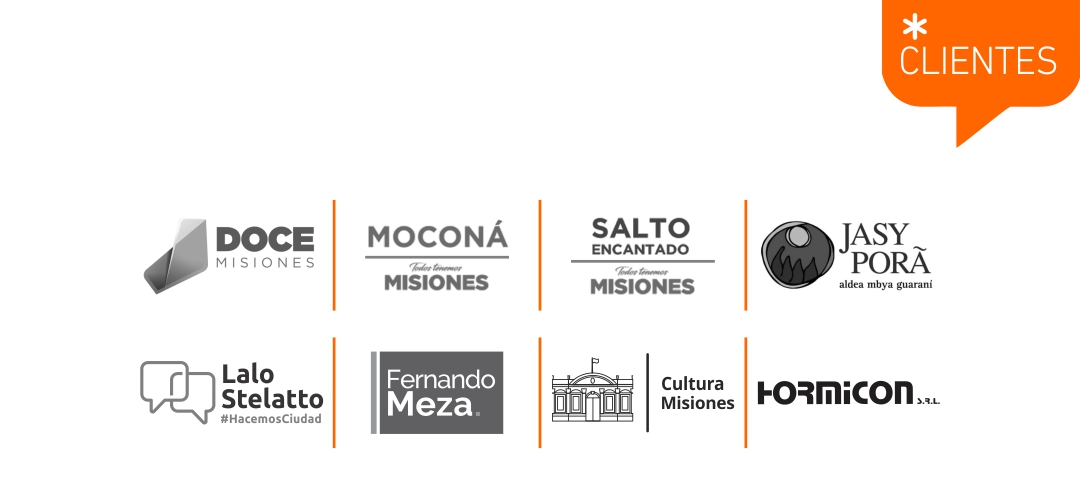 * CLIENTES
DOCE
MISIONES
MOCONÁ
Todos tenemos
MISIONES
SALTO
ENCANTADO
Todos tenemos
MISIONES
JASY
PORÃ
aldea mbya guaraní
Lalo
Stelatto
#HacemosCiudad
Fernando
Meza.
Cultura
Misiones
HORMICON S.R.L.